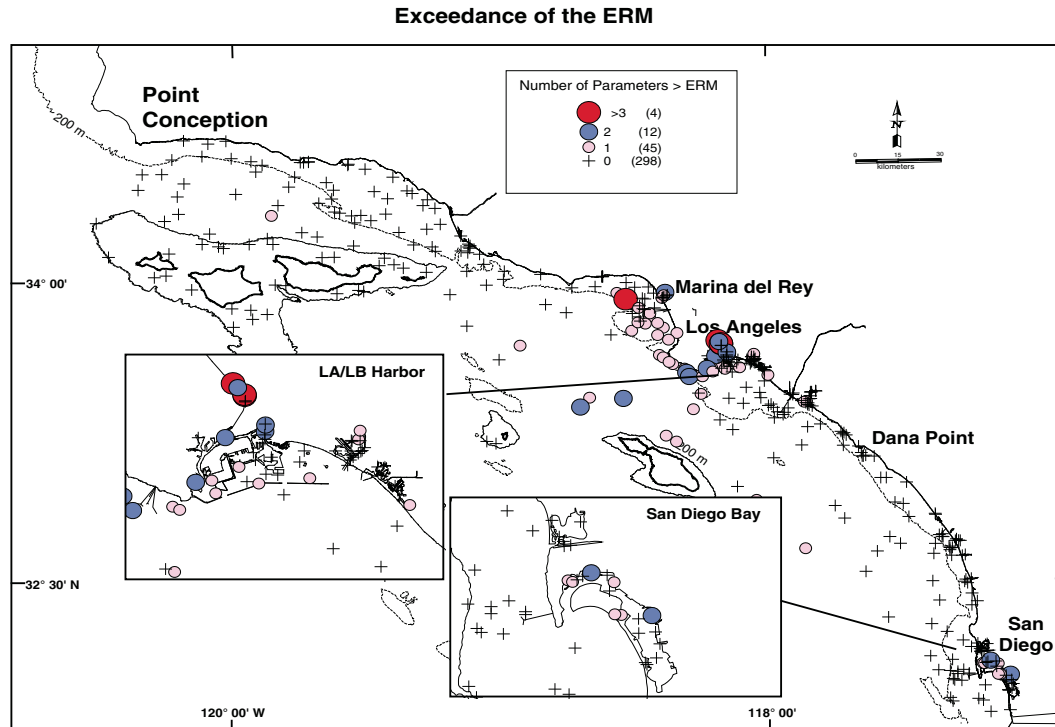 Exceedance of the ERM
Point
Conception
200 m
Number of Parameters > ERM
>3 (4)
2 (12)
1 (45)
0 (298)
N
0 15 30
kilometers
34° 00'
Marina del Rey
Los Angeles
LA/LB Harbor
Dana Point
200 m
San Diego Bay
32° 30' N
San
Diego
120° 00' W
118° 00'